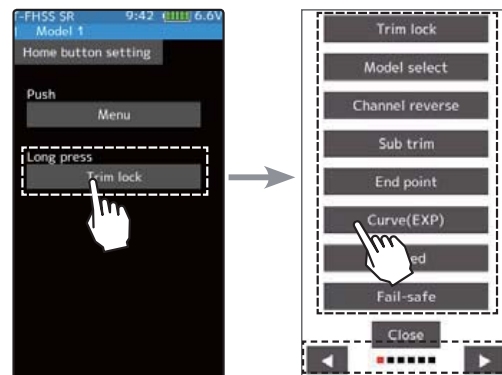 T-FHSS SR 9:42 6.6V
Model 1
Home button setting
Push
Menu
Long press
Trim lock
Trim lock
Model select
Channel reverse
Sub trim
End point
Curve(EXP)
Fail-safe
Close